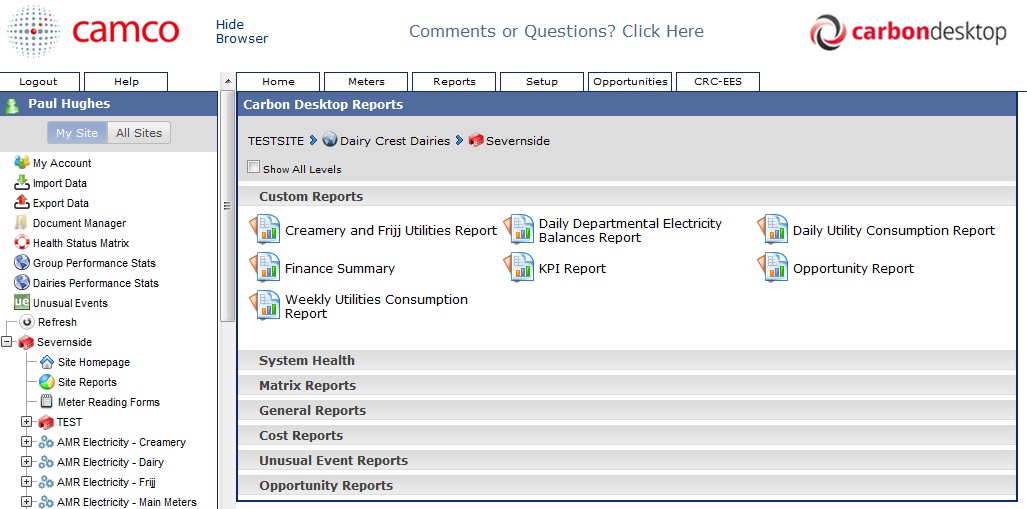 camco
Hide
Browser
Comments or Questions? Click Here
carbondesktop
Logout
Help
Home
Meters
Reports
Setup
Opportunities
CRC-EES
Paul Hughes
My Site
All Sites
My Account
Import Data
Export Data
Document Manager
Health Status Matrix
Group Performance Stats
Dairies Performance Stats
ue Unusual Events
Refresh
Severnside
Site Homepage
Site Reports
Meter Reading Forms
TEST
AMR Electricity - Creamery
AMR Electricity - Dairy
AMR Electricity - Frijj
AMR Electricity - Main Meters
Carbon Desktop Reports
TESTSITE Dairy Crest Dairies Severnside
Show All Levels
Custom Reports
Creamery and Frijj Utilities Report
Daily Departmental Electricity
Balances Report
Daily Utility Consumption Report
Finance Summary
KPI Report
Opportunity Report
Weekly Utilities Consumption
Report
System Health
Matrix Reports
General Reports
Cost Reports
Unusual Event Reports
Opportunity Reports